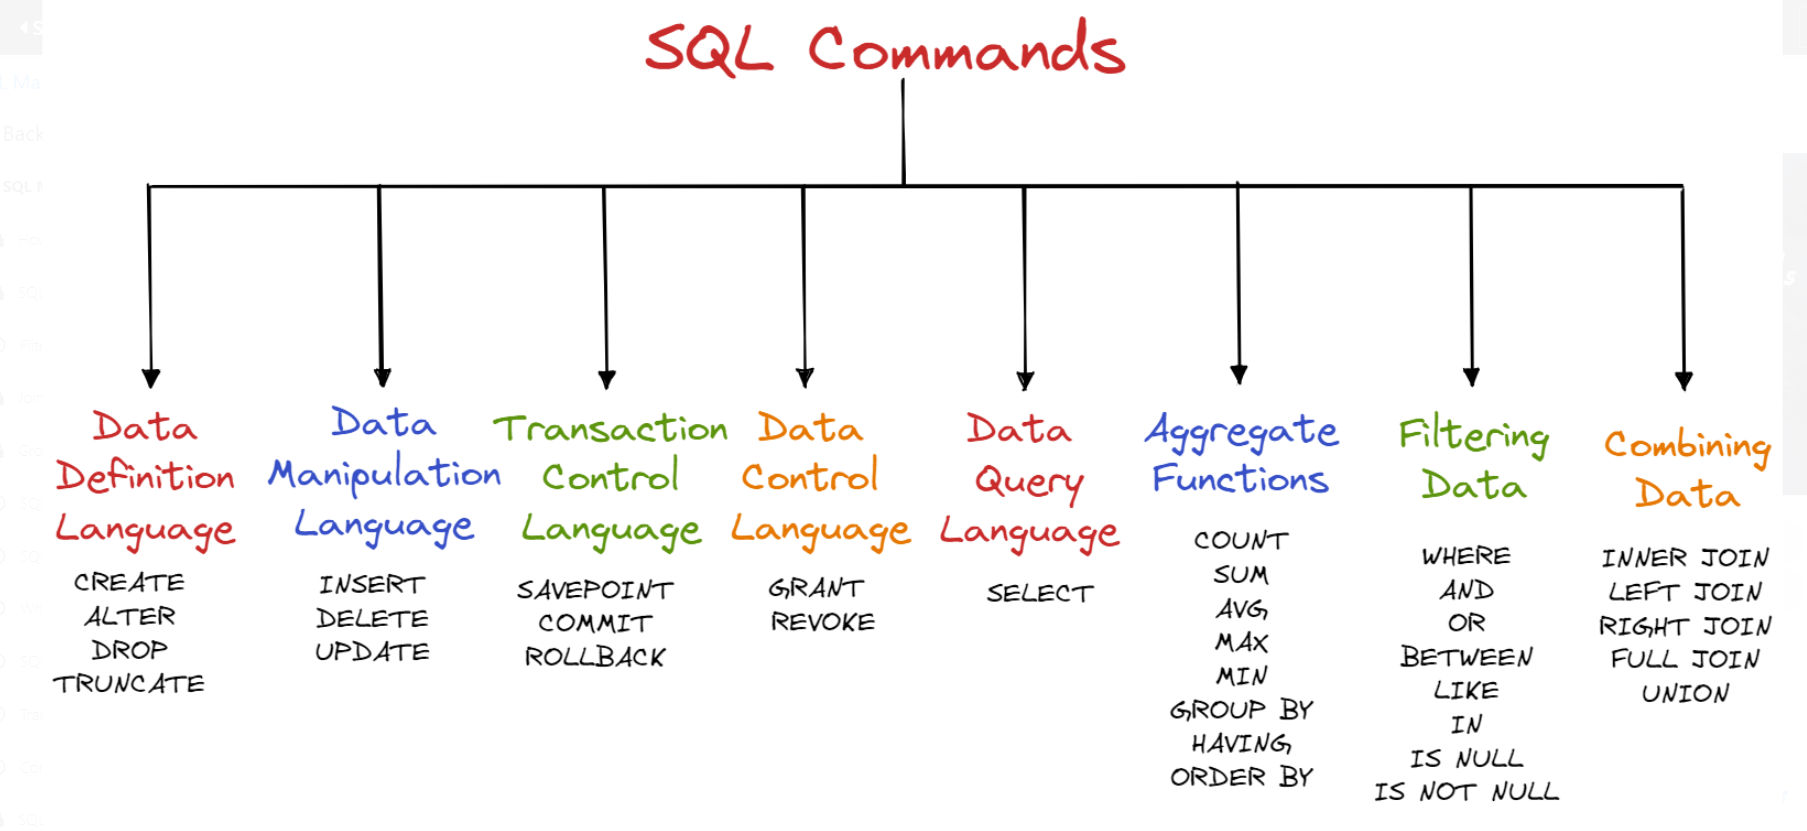 SQL Commands
Data
Definition
Language
CREATE
ALTER
DROP
TRUNCATE
Data
Manipulation
Language
INSERT
DELETE
UPDATE
Transaction
Control
Language
SAVEPOINT
COMMIT
ROLLBACK
Data
Control
Language
GRANT
REVOKE
Data
Query
Language
SELECT
Aggregate
Functions
COUNT
SUM
AVG
MAX
MIN
GROUP BY
HAVING
ORDER BY
Filtering
Data
WHERE
AND
OR
BETWEEN
LIKE
IN
IS NULL
IS NOT NULL
Combining
Data
INNER JOIN
LEFT JOIN
RIGHT JOIN
FULL JOIN
UNION
Back